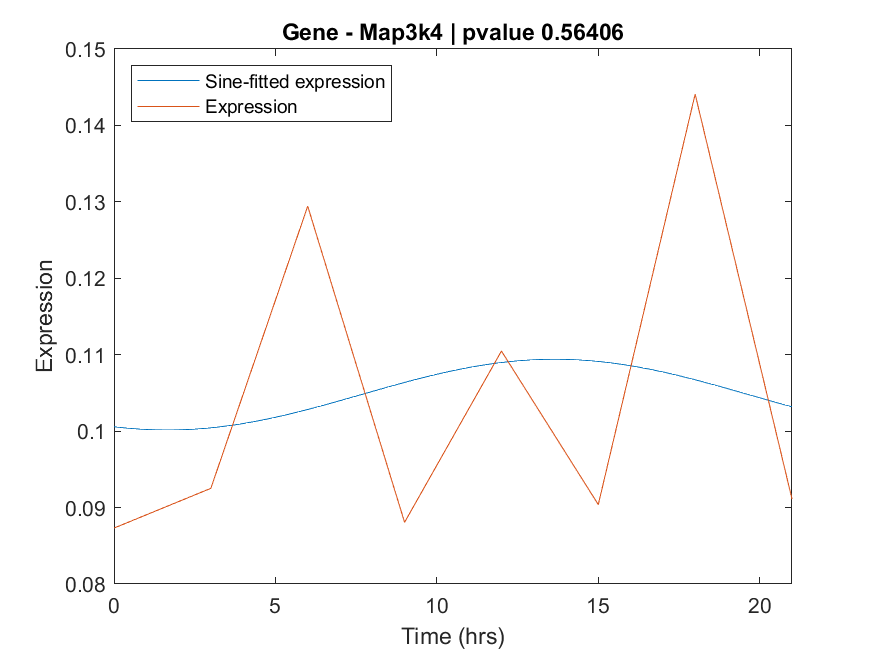 Gene - Map3k4 | pvalue 0.56406
0.15
0.14
0.13
0.12
0.11
0.1
0.09
0.08
Expression
Sine-fitted expression
Expression
0 5 10 15 20
Time (hrs)